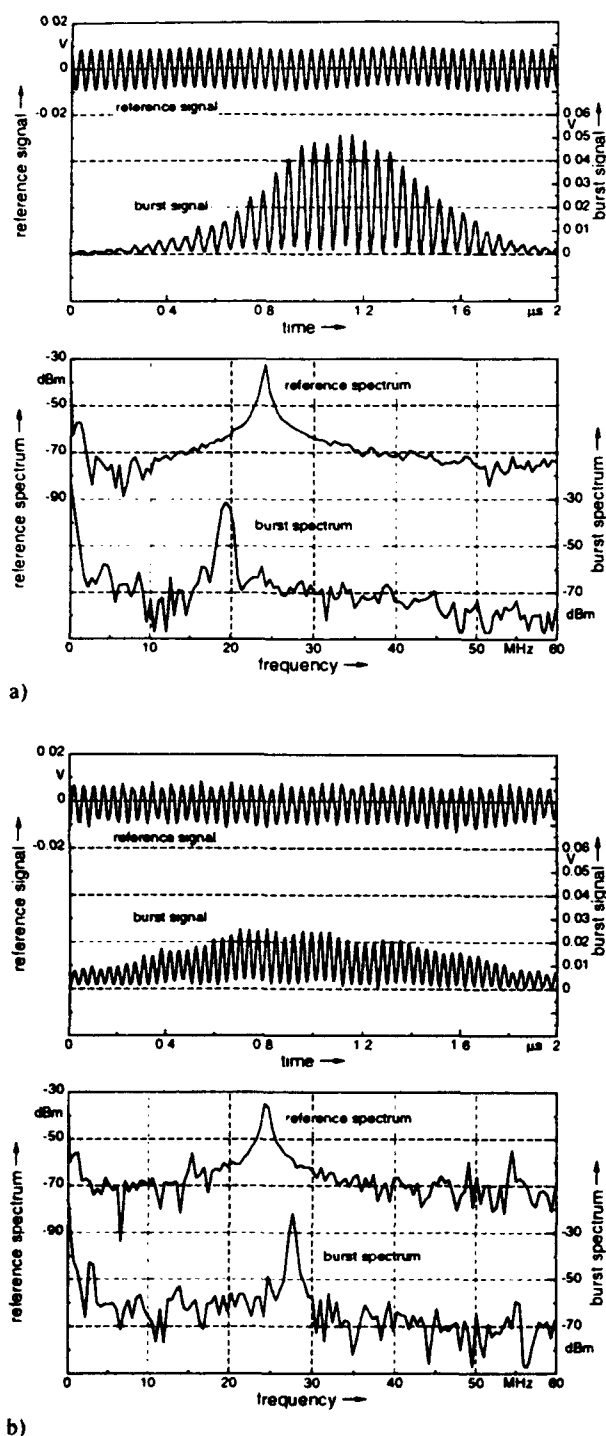 0 02
V
0
-0 02
reference signal →
reference signal
burst signal
0 06
V
0 05
0 04
0 03
0 02
0 01
0
burst signal →
0 0 4 0 8 1 2 1 6 μs 2
time →
-30
dBm
-50
-70
-90
reference spectrum →
reference spectrum
burst spectrum
-30
-50
-70
dBm
burst spectrum →
0 10 20 30 40 50 MHz 60
frequency →
a)
0 02
V
0
-0 02
reference signal →
reference signal
burst signal
0 06
V
0 05
0 04
0 03
0 02
0 01
0
burst signal →
0 0 4 0 8 1 2 1 6 μs 2
time →
-30
dBm
-50
-70
-90
reference spectrum →
reference spectrum
burst spectrum
-30
-50
-70
dBm
burst spectrum →
0 10 20 30 40 50 MHz 60
frequency →
b)